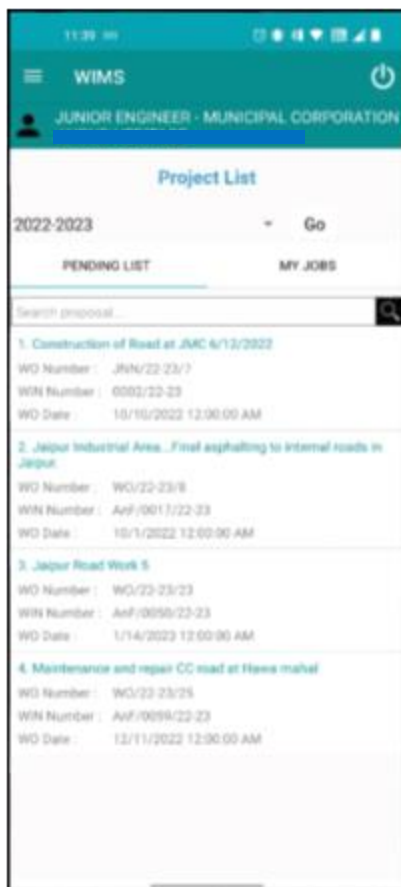 11:39
WIMS
JUNIOR ENGINEER - MUNICIPAL CORPORATION
Project List
2022-2023 Go
PENDING LIST MY JOBS
Search proposal...
1. Construction of Road at JMC 6/12/2022
WO Number : JNN/22-23/7
WIN Number : 0002/22-23
WO Date : 10/10/2022 12:00:00 AM
2. Jaipur Industrial Area...Final asphalting to internal roads in
Jaipur.
WO Number : WO/22-23/8
WIN Number : AnF/0017/22-23
WO Date : 10/1/2022 12:00:00 AM
3. Jaipur Road Work 5
WO Number : WO/22-23/23
WIN Number : AnF/0050/22-23
WO Date : 1/14/2023 12:00:00 AM
4. Maintenance and repair CC road at Hawa mahal
WO Number : WO/22-23/25
WIN Number : AnF/0059/22-23
WO Date : 12/11/2022 12:00:00 AM